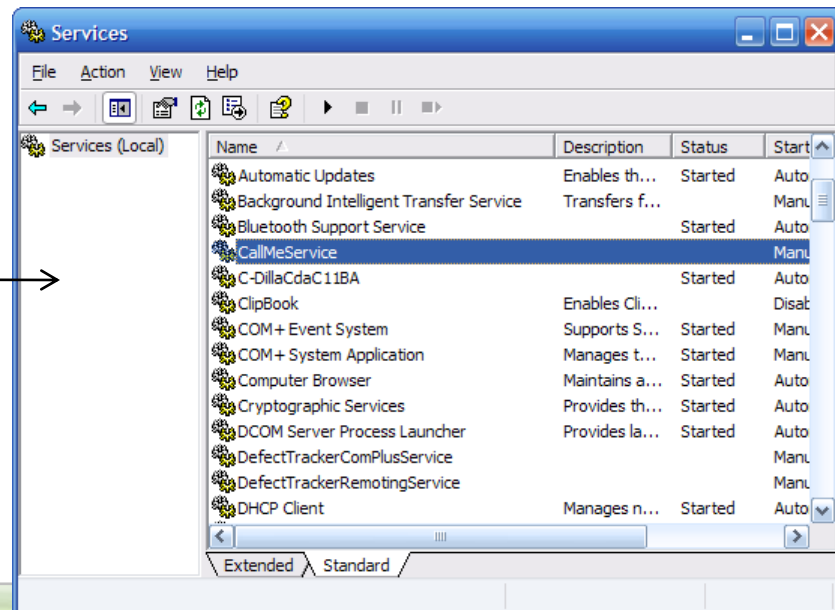 Services
File Action View Help
Services (Local)
Name Description Status Start
Automatic Updates Enables th... Started Auto
Background Intelligent Transfer Service Transfers f... Manu
Bluetooth Support Service Started Auto
CallMeService Manu
C-DillaCdaC11BA Started Auto
ClipBook Enables Cli... Disab
COM+ Event System Supports S... Started Manu
COM+ System Application Manages t... Started Manu
Computer Browser Maintains a... Started Auto
Cryptographic Services Provides th... Started Auto
DCOM Server Process Launcher Provides la... Started Auto
DefectTrackerComPlusService Manu
DefectTrackerRemotingService Manu
DHCP Client Manages n... Started Auto
Extended Standard